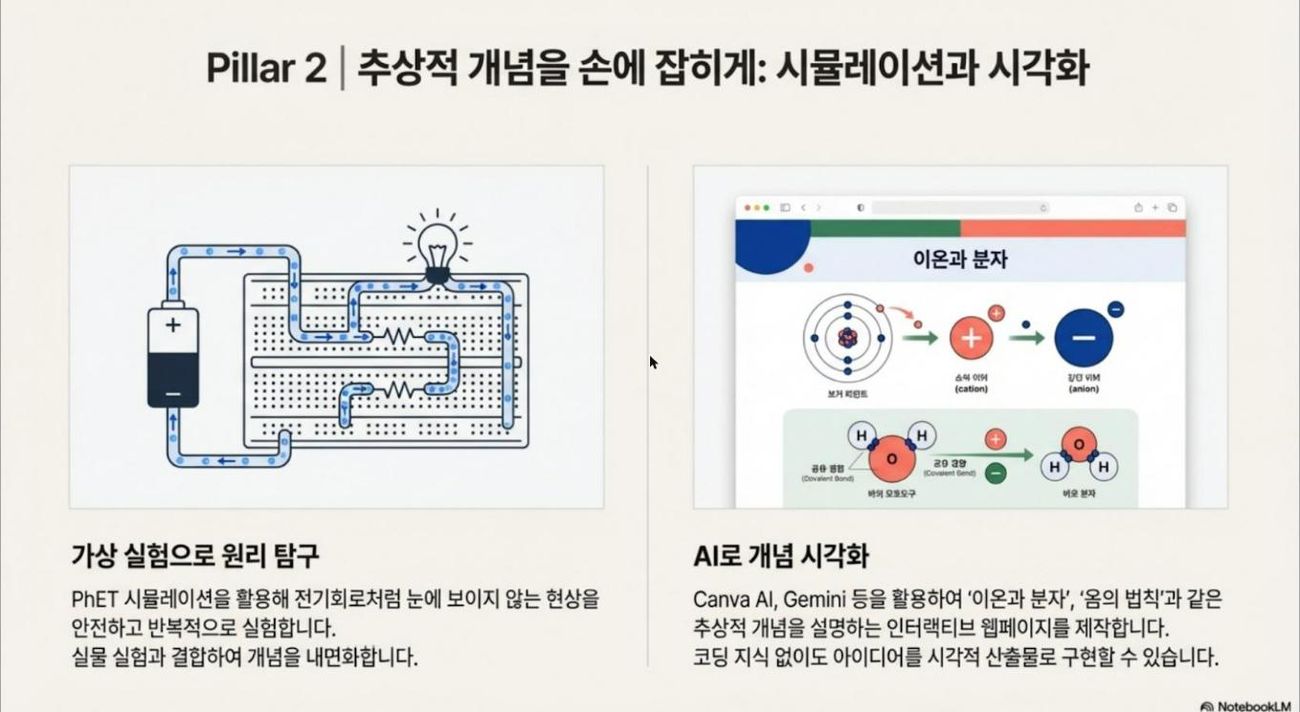 Pillar 2 | 추상적 개념을 손에 잡히게: 시뮬레이션과 시각화
+
−
가상 실험으로 원리 탐구
PhET 시뮬레이션을 활용해 전기회로처럼 눈에 보이지 않는 현상을
안전하고 반복적으로 실험합니다.
실물 실험과 결합하여 개념을 내면화합니다.
이온과 분자
+ + − −
(cation) (anion)
H H O
(Covalent Bond)
+
−
O H H
AI로 개념 시각화
Canva AI, Gemini 등을 활용하여 ‘이온과 분자’, ‘옴의 법칙’과 같은
추상적 개념을 설명하는 인터랙티브 웹페이지를 제작합니다.
코딩 지식 없이도 아이디어를 시각적 산출물로 구현할 수 있습니다.
NotebookLM